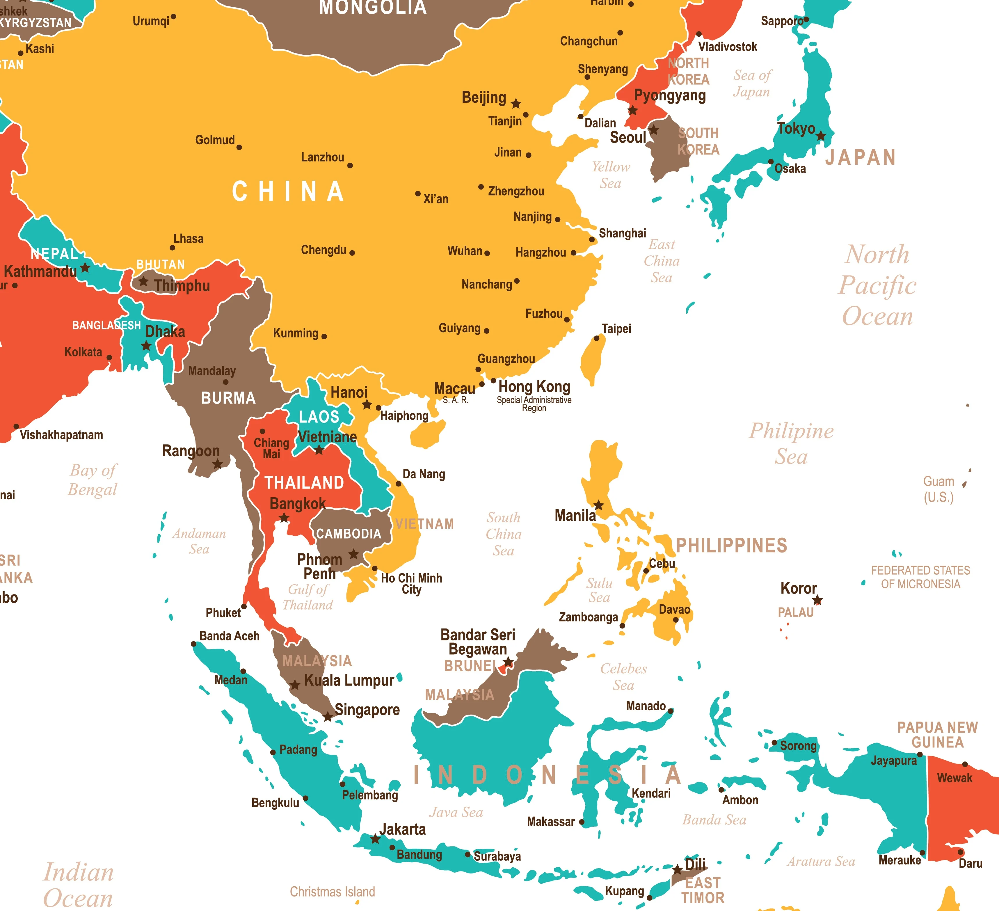 MONGOLIA
Harbin
shkek
KYRGYZSTAN
Urumqi
Sapporo
Changchun
Kashi
Vladivostok
STAN
NORTH
KOREA
Shenyang
Sea of
Japan
Beijing
Pyongyang
Tianjin
Dalian
Seoul
SOUTH
KOREA
Tokyo
Golmud
Jinan
Lanzhou
JAPAN
Yellow
Sea
Osaka
CHINA
Zhengzhou
Xi’an
Nanjing
Shanghai
Lhasa
Chengdu
Wuhan
Hangzhou
East
China
Sea
North
Pacific
Ocean
NEPAL
BHUTAN
Kathmandu
ur
Thimphu
Nanchang
Fuzhou
BANGLADESH
Dhaka
Kunming
Guiyang
Taipei
Kolkata
Guangzhou
Mandalay
Macau
S. A. R.
Hong Kong
Special Administrative
Region
Hanoi
BURMA
Haiphong
LAOS
Vietniane
Vishakhapatnam
Chiang
Mai
Philipine
Sea
Rangoon
Bay of
Bengal
Da Nang
THAILAND
Guam
(U.S.)
nai
Bangkok
Manila
VIETNAM
South
China
Sea
Andaman
Sea
CAMBODIA
PHILIPPINES
SRI
ANKA
Phnom
Penh
Cebu
FEDERATED STATES
OF MICRONESIA
Ho Chi Minh
City
Sulu
Sea
Koror
mbo
Gulf of
Thailand
Phuket
Davao
PALAU
Zamboanga
Banda Aceh
Bandar Seri
Begawan
BRUNEI
MALAYSIA
Celebes
Sea
Medan
Kuala Lumpur
MALAYSIA
Manado
Singapore
PAPUA NEW
GUINEA
Padang
Sorong
Jayapura
INDONESIA
Wewak
Pelembang
Kendari
Ambon
Bengkulu
Java Sea
Makassar
Banda Sea
Jakarta
Bandung
Surabaya
Aratura Sea
Merauke
Daru
Dili
Indian
Ocean
EAST
TIMOR
Christmas Island
Kupang